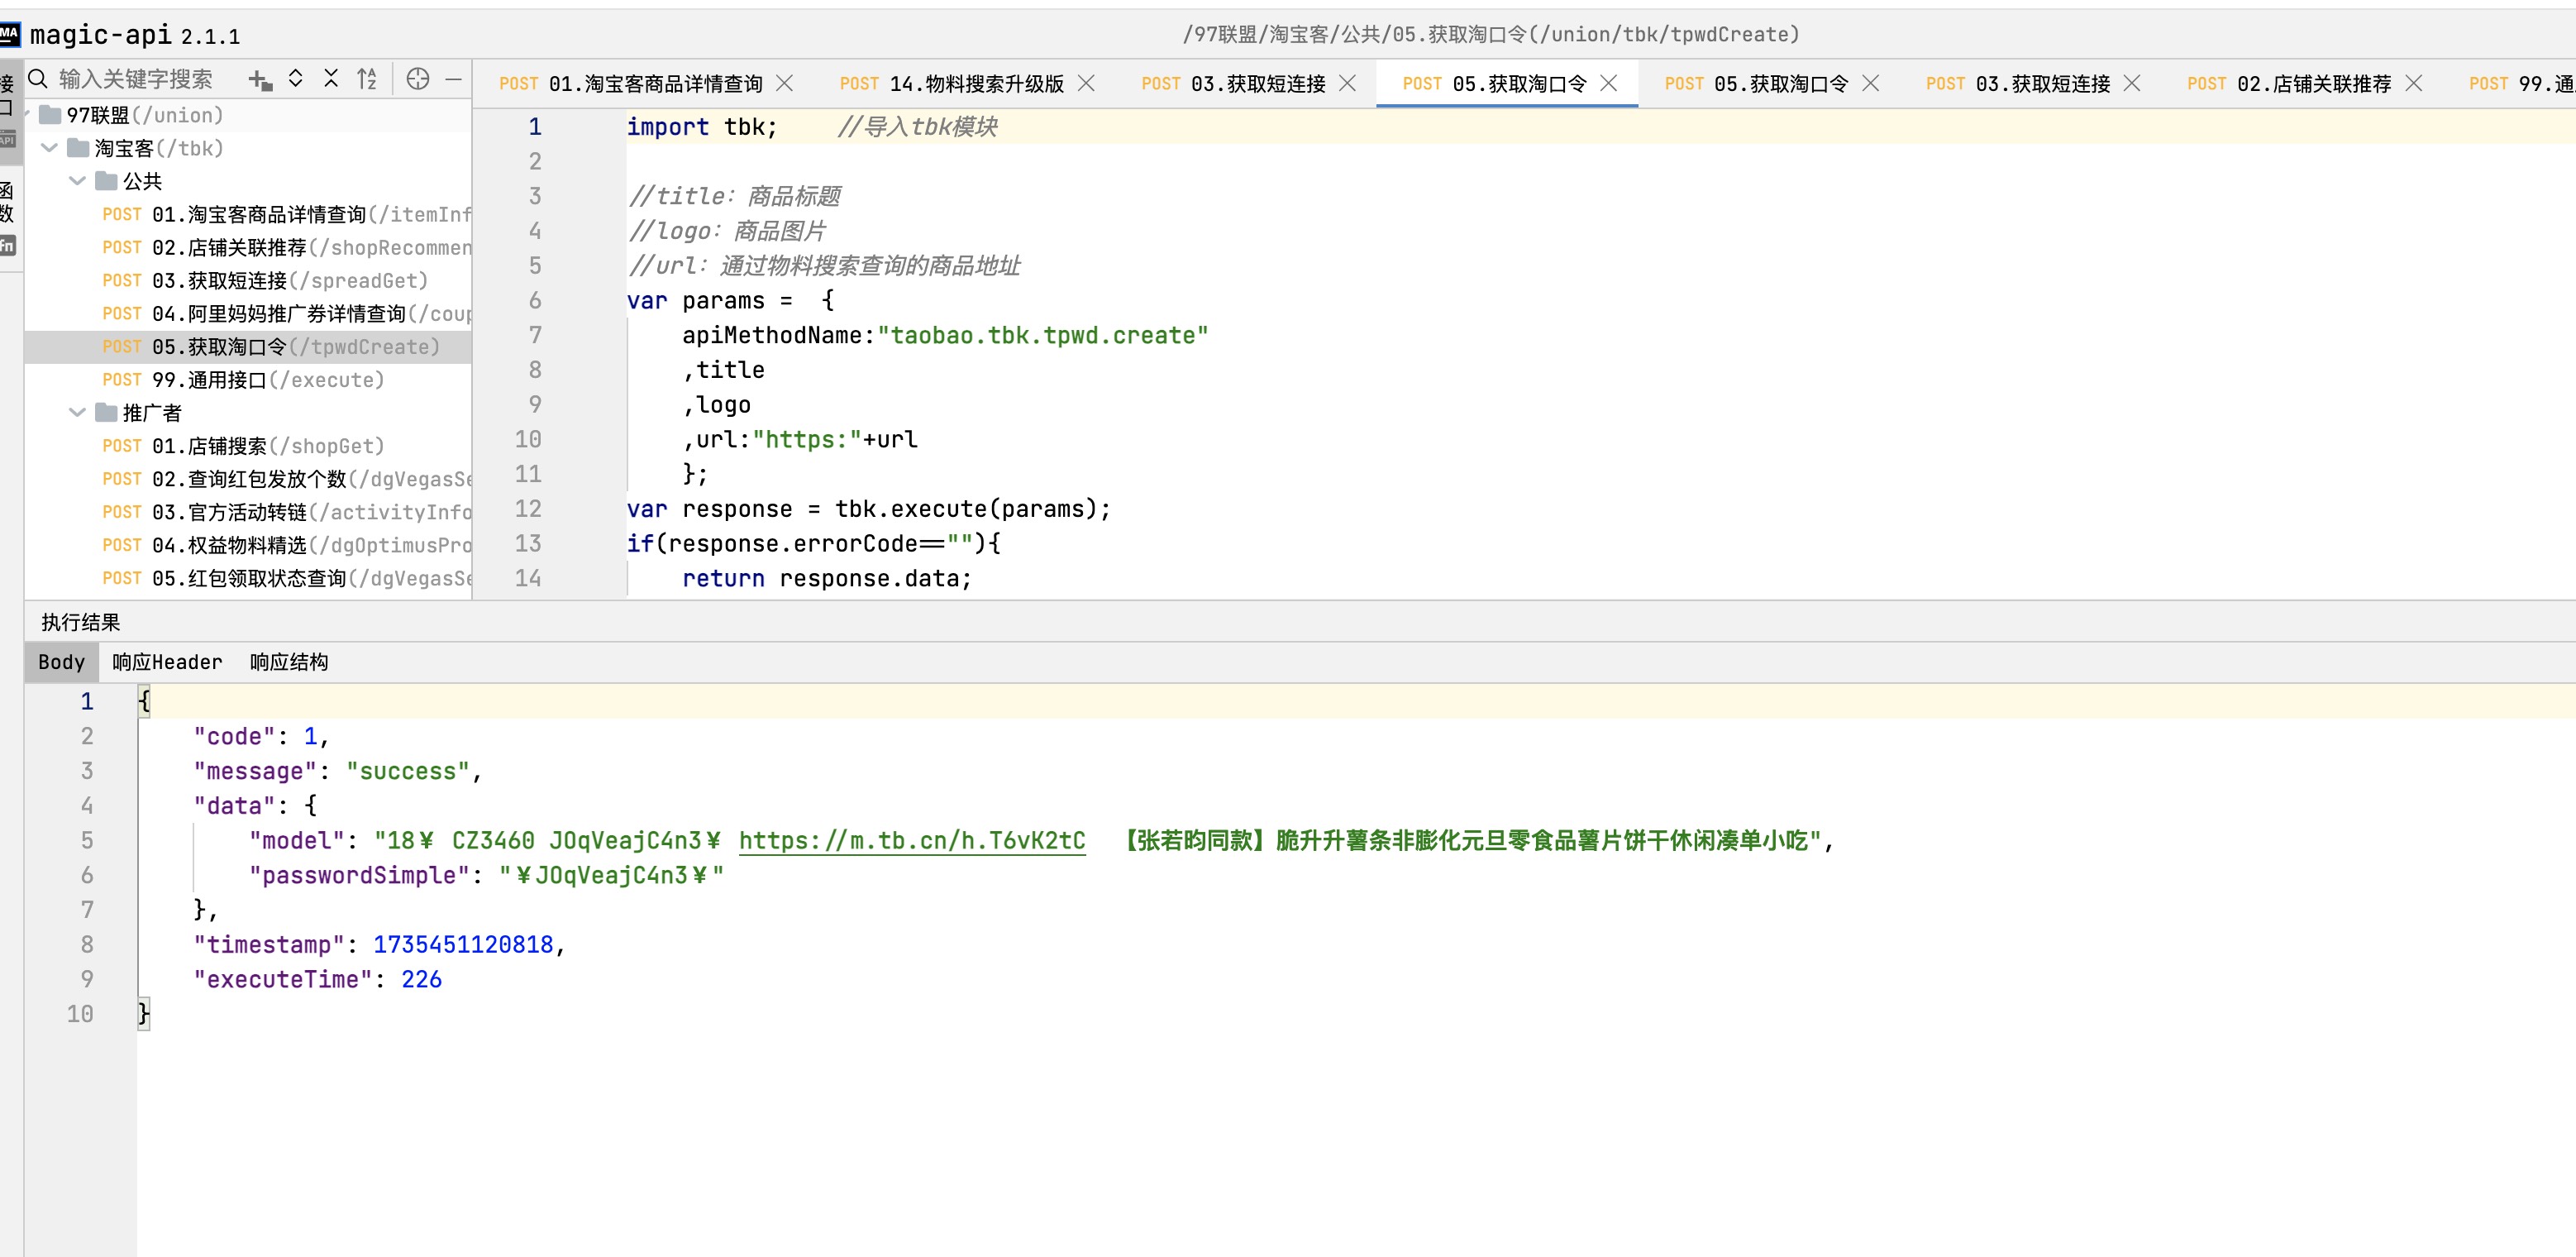 MA magic-api 2.1.1
/97联盟/淘宝客/公共/05.获取淘口令(/union/tbk/tpwdCreate)
接口
API
函数
fn
输入关键字搜索
97联盟(/union)
淘宝客(/tbk)
公共
POST 01.淘宝客商品详情查询(/itemInf
POST 02.店铺关联推荐(/shopRecommen
POST 03.获取短连接(/spreadGet)
POST 04.阿里妈妈推广券详情查询(/coup
POST 05.获取淘口令(/tpwdCreate)
POST 99.通用接口(/execute)
推广者
POST 01.店铺搜索(/shopGet)
POST 02.查询红包发放个数(/dgVegasSe
POST 03.官方活动转链(/activityInfo
POST 04.权益物料精选(/dgOptimusPro
POST 05.红包领取状态查询(/dgVegasSe
POST 01.淘宝客商品详情查询
POST 14.物料搜索升级版
POST 03.获取短连接
POST 05.获取淘口令
POST 05.获取淘口令
POST 03.获取短连接
POST 02.店铺关联推荐
POST 99.通
1 import tbk; //导入tbk模块
2
3 //title: 商品标题
4 //logo: 商品图片
5 //url: 通过物料搜索查询的商品地址
6 var params = {
7 apiMethodName:"taobao.tbk.tpwd.create"
8 ,title
9 ,logo
10 ,url:"https:"+url
11 };
12 var response = tbk.execute(params);
13 if(response.errorCode==""){
14 return response.data;
执行结果
Body 响应Header 响应结构
1 {
2 "code": 1,
3 "message": "success",
4 "data": {
5 "model": "18¥ CZ3460 JOqVeajC4n3¥ https://m.tb.cn/h.T6vK2tC 【张若昀同款】脆升升薯条非膨化元旦零食品薯片饼干休闲凑单小吃",
6 "passwordSimple": "¥JOqVeajC4n3¥"
7 },
8 "timestamp": 1735451120818,
9 "executeTime": 226
10 }